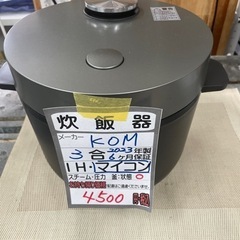 炊飯器
メーカー KOM
3合 2023年製
6ヶ月保証
IH・マイコン
スチーム・圧力 釜:状態 ○
4500